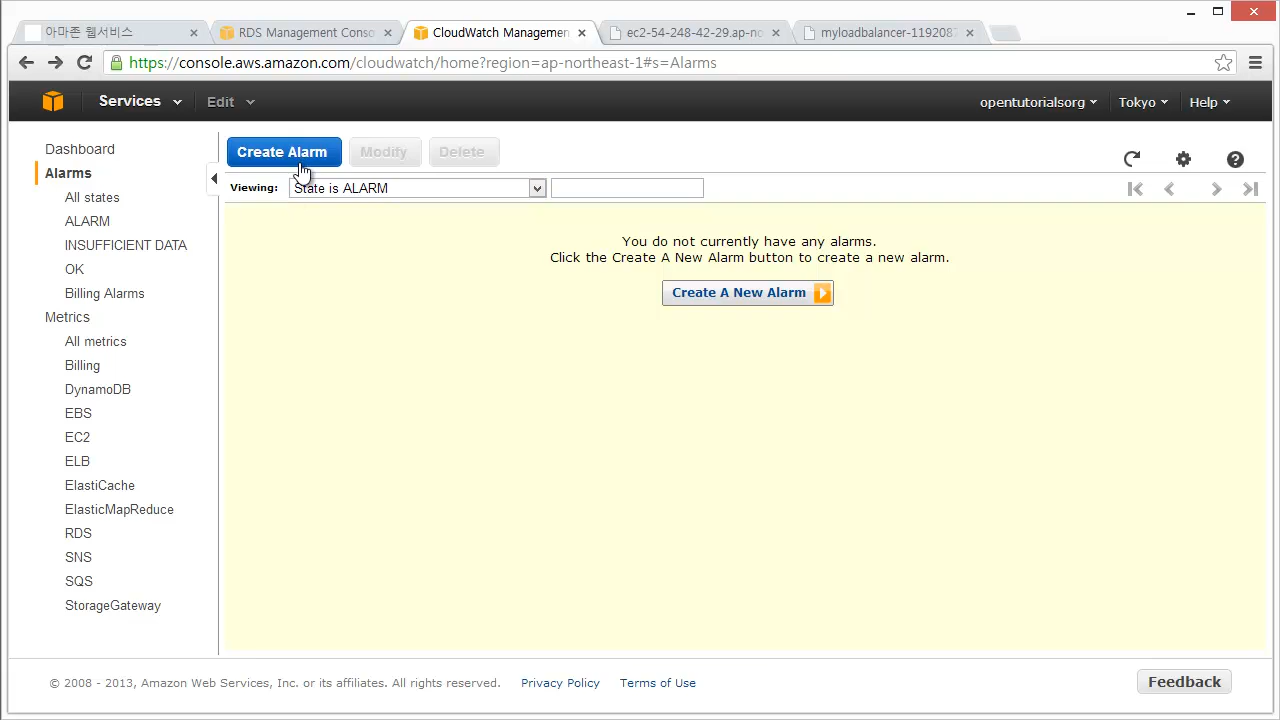 아마존 웹서비스
RDS Management Conso
CloudWatch Managemen
ec2-54-248-42-29.ap-no
myloadbalancer-1192087
https://console.aws.amazon.com/cloudwatch/home?region=ap-northeast-1#s=Alarms
Services
Edit
opentutorialsorg
Tokyo
Help
Dashboard
Alarms
All states
ALARM
INSUFFICIENT DATA
OK
Billing Alarms
Metrics
All metrics
Billing
DynamoDB
EBS
EC2
ELB
ElastiCache
ElasticMapReduce
RDS
SNS
SQS
StorageGateway
Create Alarm
Modify
Delete
Viewing:
State is ALARM
You do not currently have any alarms.
Click the Create A New Alarm button to create a new alarm.
Create A New Alarm
© 2008 - 2013, Amazon Web Services, Inc. or its affiliates. All rights reserved.
Privacy Policy
Terms of Use
Feedback